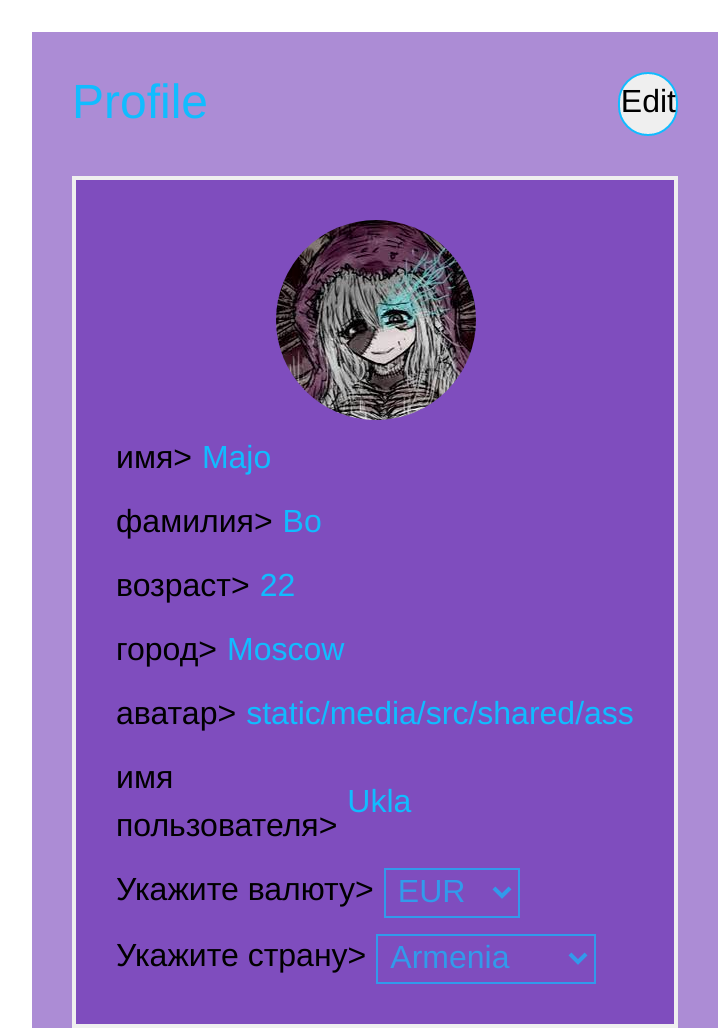 Profile
Edit
имя> Majo
фамилия> Bo
возраст> 22
город> Moscow
аватар> static/media/src/shared/ass
имя
пользователя> Ukla
Укажите валюту> EUR
Укажите страну> Armenia